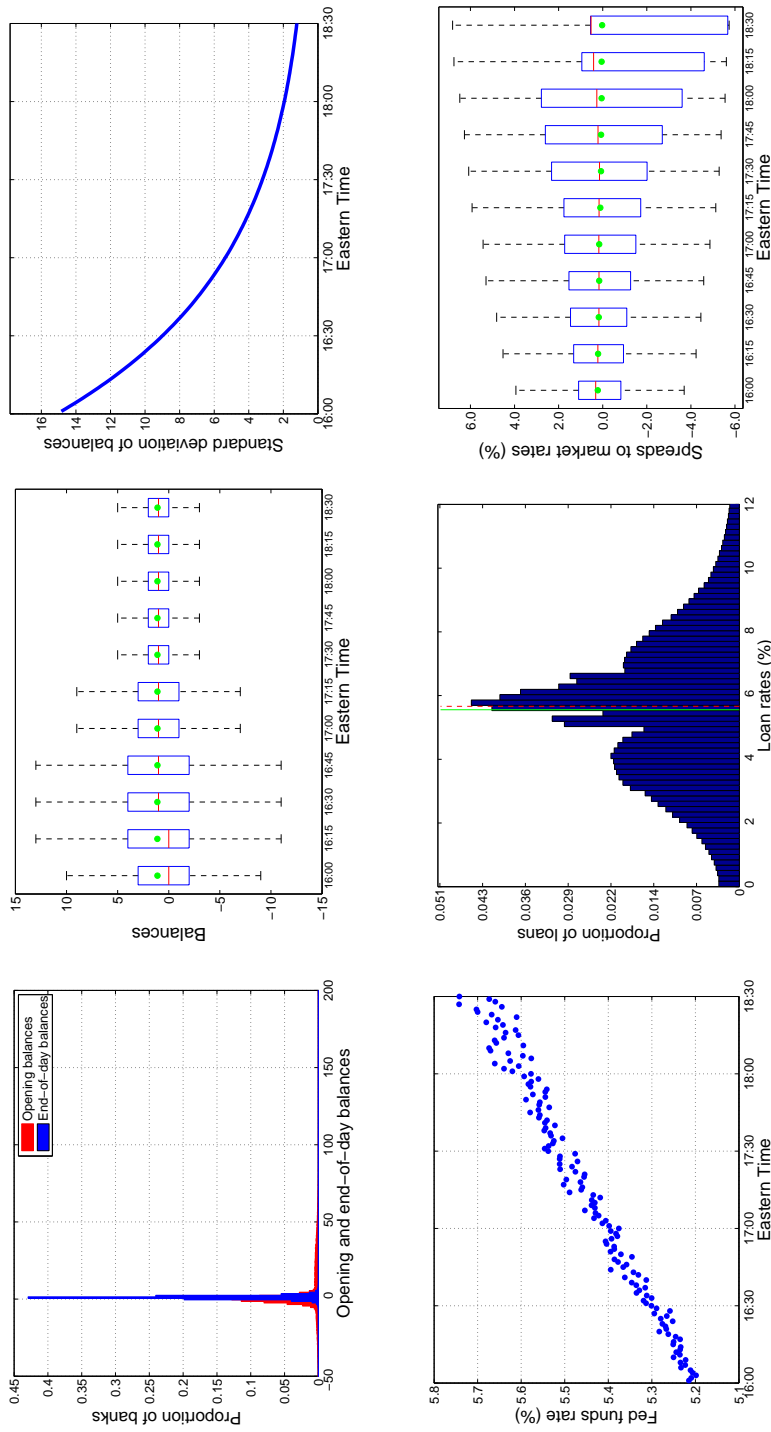 0.45
0.4
0.35
0.3
0.25
0.2
0.15
0.1
0.05
0
Proportion of banks
Opening balances
End−of−day balances
−50 0 50 100 150 200
Opening and end−of−day balances
15
10
5
0
−5
−10
−15
Balances
16:00 16:15 16:30 16:45 17:00 17:15 17:30 17:45 18:00 18:15 18:30
Eastern Time
16
14
12
10
8
6
4
2
0
Standard deviation of balances
16:00 16:30 17:00 17:30 18:00 18:30
Eastern Time
5.8
5.7
5.6
5.5
5.4
5.3
5.2
5.1
Fed funds rate (%)
16:00 16:30 17:00 17:30 18:00 18:30
Eastern Time
0.051
0.043
0.036
0.029
0.022
0.014
0.007
0
Proportion of loans
0 2 4 6 8 10 12
Loan rates (%)
6.0
4.0
2.0
0.0
−2.0
−4.0
−6.0
Spreads to market rates (%)
16:00 16:15 16:30 16:45 17:00 17:15 17:30 17:45 18:00 18:15 18:30
Eastern Time